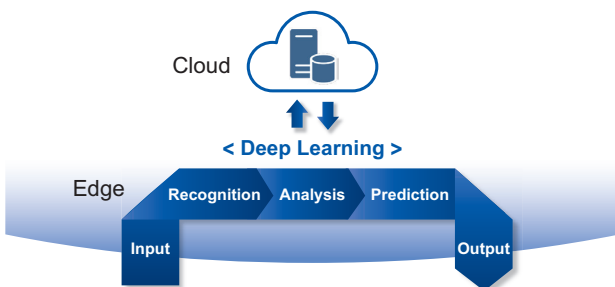 Cloud
< Deep Learning >
Edge
Recognition
Analysis
Prediction
Input
Output